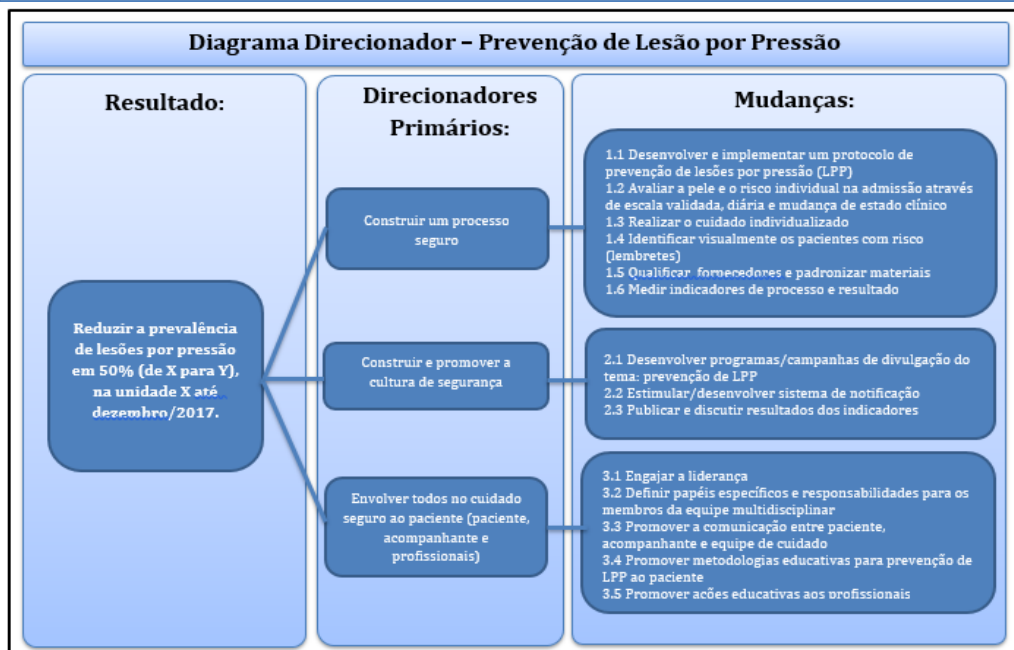 Diagrama Direcionador – Prevenção de Lesão por Pressão
Resultado:
Reduzir a prevalência
de lesões por pressão
em 50% (de X para Y),
na unidade X até
dezembro/2017.
Direcionadores
Primários:
Construir um processo
seguro
Construir e promover a
cultura de segurança
Envolver todos no cuidado
seguro ao paciente (paciente,
acompanhante e
profissionais)
Mudanças:
1.1 Desenvolver e implementar um protocolo de
prevenção de lesões por pressão (LPP)
1.2 Avaliar a pele e o risco individual na admissão através
de escala validada, diária e mudança de estado clínico
1.3 Realizar o cuidado individualizado
1.4 Identificar visualmente os pacientes com risco
(lembretes)
1.5 Qualificar fornecedores e padronizar materiais
1.6 Medir indicadores de processo e resultado
2.1 Desenvolver programas/campanhas de divulgação do
tema: prevenção de LPP
2.2 Estimular/desenvolver sistema de notificação
2.3 Publicar e discutir resultados dos indicadores
3.1 Engajar a liderança
3.2 Definir papéis específicos e responsabilidades para os
membros da equipe multidisciplinar
3.3 Promover a comunicação entre paciente,
acompanhante e equipe de cuidado
3.4 Promover metodologias educativas para prevenção de
LPP ao paciente
3.5 Promover ações educativas aos profissionais